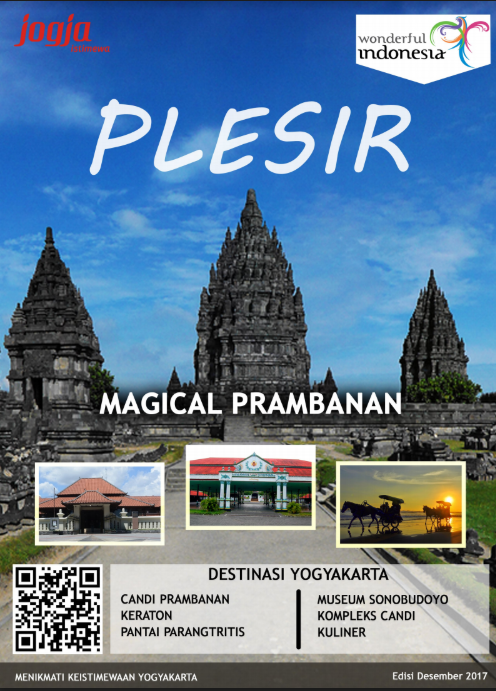 jogja
wonderful
indonesia
PLESIR
MAGICAL PRAMBANAN
DESTINASI YOGYAKARTA
CANDI PRAMBANAN
KERATON
PANTAI PARANGTRITIS
MUSEUM SONOBUDOYO
KOMPLEKS CANDI
KULINER
MENIKMATI KEISTIMEWAAN YOGYAKARTA
Edisi Desember 2017